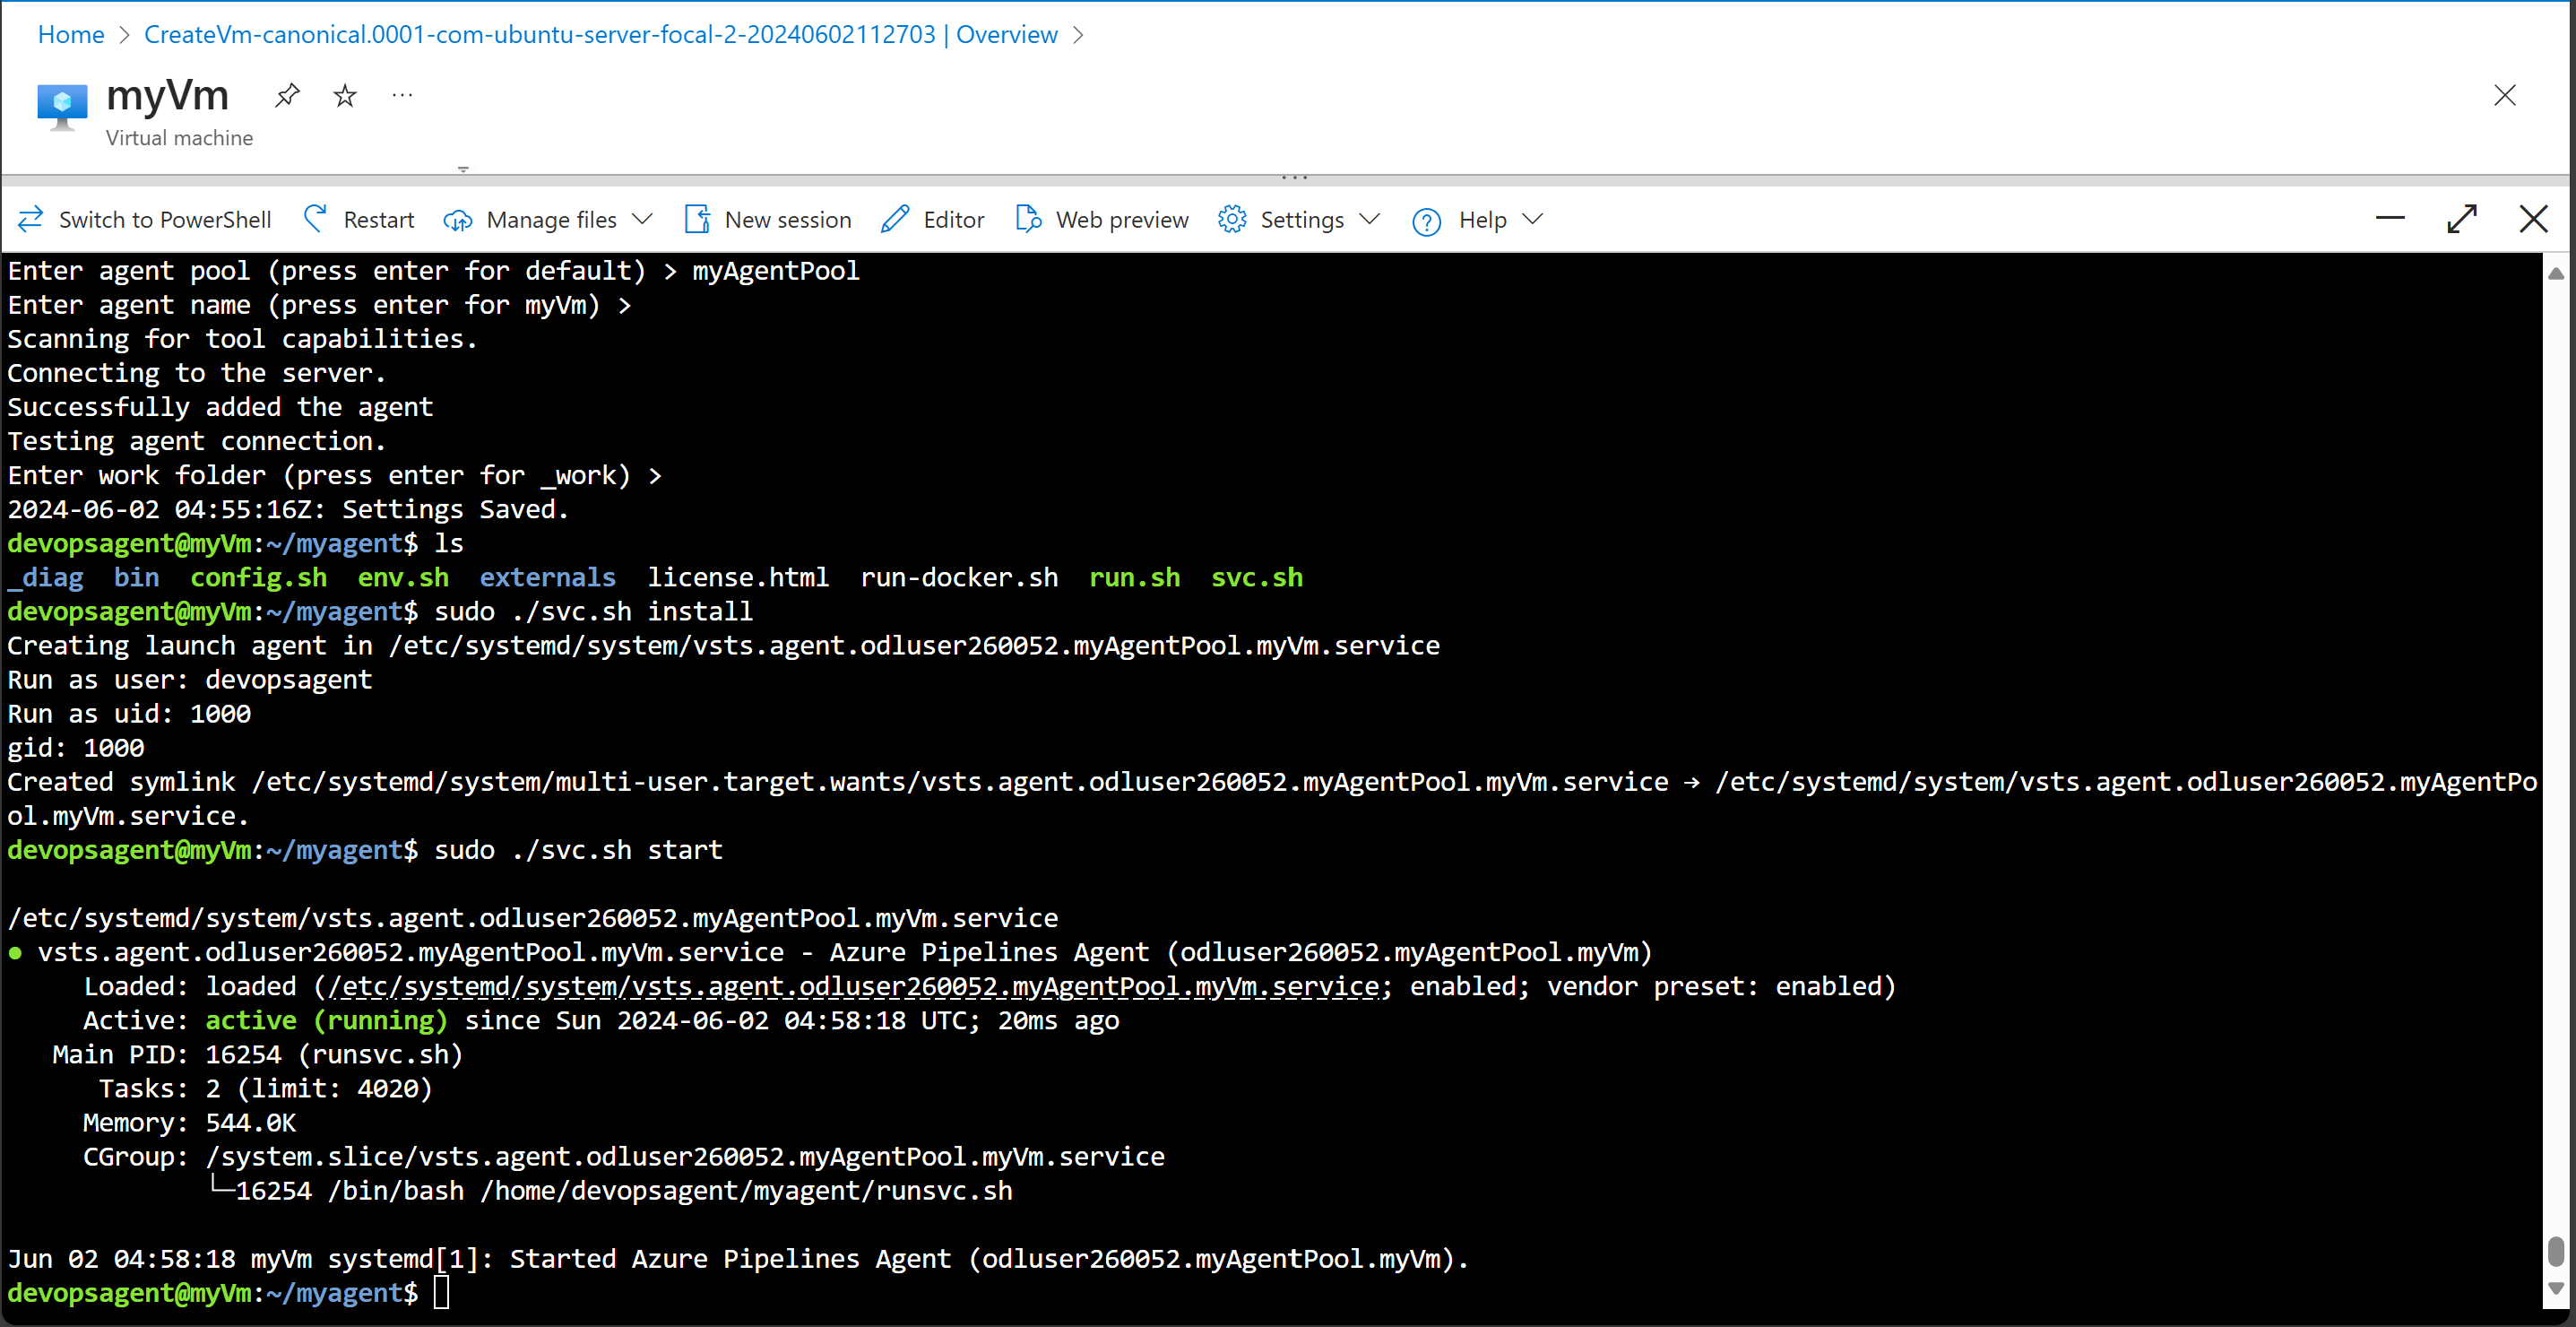 Home > CreateVm-canonical.0001-com-ubuntu-server-focal-2-20240602112703 | Overview >
myVm ...
Virtual machine
Switch to PowerShell Restart Manage files New session Editor Web preview Settings Help
Enter agent pool (press enter for default) > myAgentPool
Enter agent name (press enter for myVm) >
Scanning for tool capabilities.
Connecting to the server.
Successfully added the agent
Testing agent connection.
Enter work folder (press enter for _work) >
2024-06-02 04:55:16Z: Settings Saved.
devopsagent@myVm:~/myagent$ ls
_diag  bin  config.sh  env.sh  externals  license.html  run-docker.sh  run.sh  svc.sh
devopsagent@myVm:~/myagent$ sudo ./svc.sh install
Creating launch agent in /etc/systemd/system/vsts.agent.odluser260052.myAgentPool.myVm.service
Run as user: devopsagent
Run as uid: 1000
gid: 1000
Created symlink /etc/systemd/system/multi-user.target.wants/vsts.agent.odluser260052.myAgentPool.myVm.service → /etc/systemd/system/vsts.agent.odluser260052.myAgentPo
ol.myVm.service.
devopsagent@myVm:~/myagent$ sudo ./svc.sh start
/etc/systemd/system/vsts.agent.odluser260052.myAgentPool.myVm.service
● vsts.agent.odluser260052.myAgentPool.myVm.service - Azure Pipelines Agent (odluser260052.myAgentPool.myVm)
Loaded: loaded (/etc/systemd/system/vsts.agent.odluser260052.myAgentPool.myVm.service; enabled; vendor preset: enabled)
Active: active (running) since Sun 2024-06-02 04:58:18 UTC; 20ms ago
Main PID: 16254 (runsvc.sh)
Tasks: 2 (limit: 4020)
Memory: 544.0K
CGroup: /system.slice/vsts.agent.odluser260052.myAgentPool.myVm.service
└─16254 /bin/bash /home/devopsagent/myagent/runsvc.sh
Jun 02 04:58:18 myVm systemd[1]: Started Azure Pipelines Agent (odluser260052.myAgentPool.myVm).
devopsagent@myVm:~/myagent$